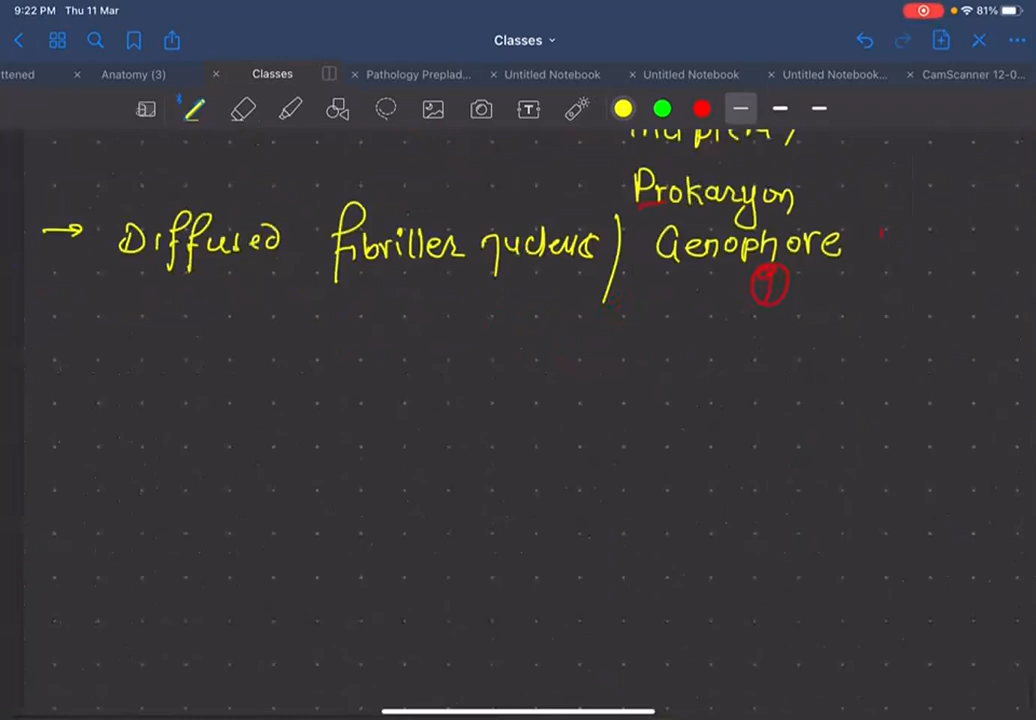 9:22 PM Thu 11 Mar 81%
Classes
ttened Anatomy (3) Classes Pathology Preplad... Untitled Notebook Untitled Notebook Untitled Notebook... CamScanner 12-0...
Prokaryon
→ Diffused fibriller nucleus / Genophore